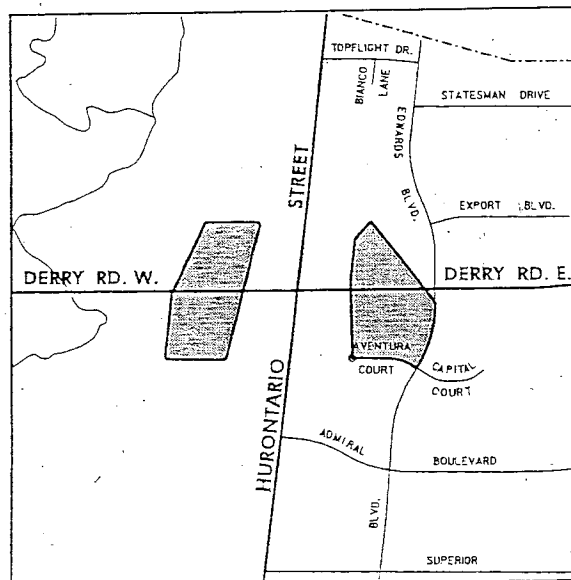 TOPFLIGHT DR.
BIANCO
LANE
EDWARDS
BLVD.
STATESMAN DRIVE
STREET
EXPORT BLVD.
DERRY RD. W.
DERRY RD. E.
AVENTURA
COURT
CAPITAL
COURT
HURONTARIO
ADMIRAL
BOULEVARD
BLVD.
SUPERIOR